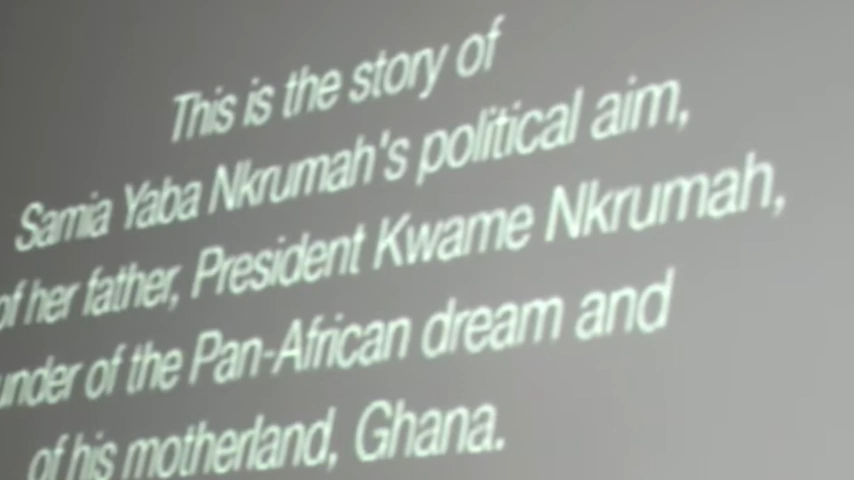 This is the story of
Samia Yaba Nkrumah's political aim,
of her father, President Kwame Nkrumah,
of the Pan-African dream and
of his motherland, Ghana.